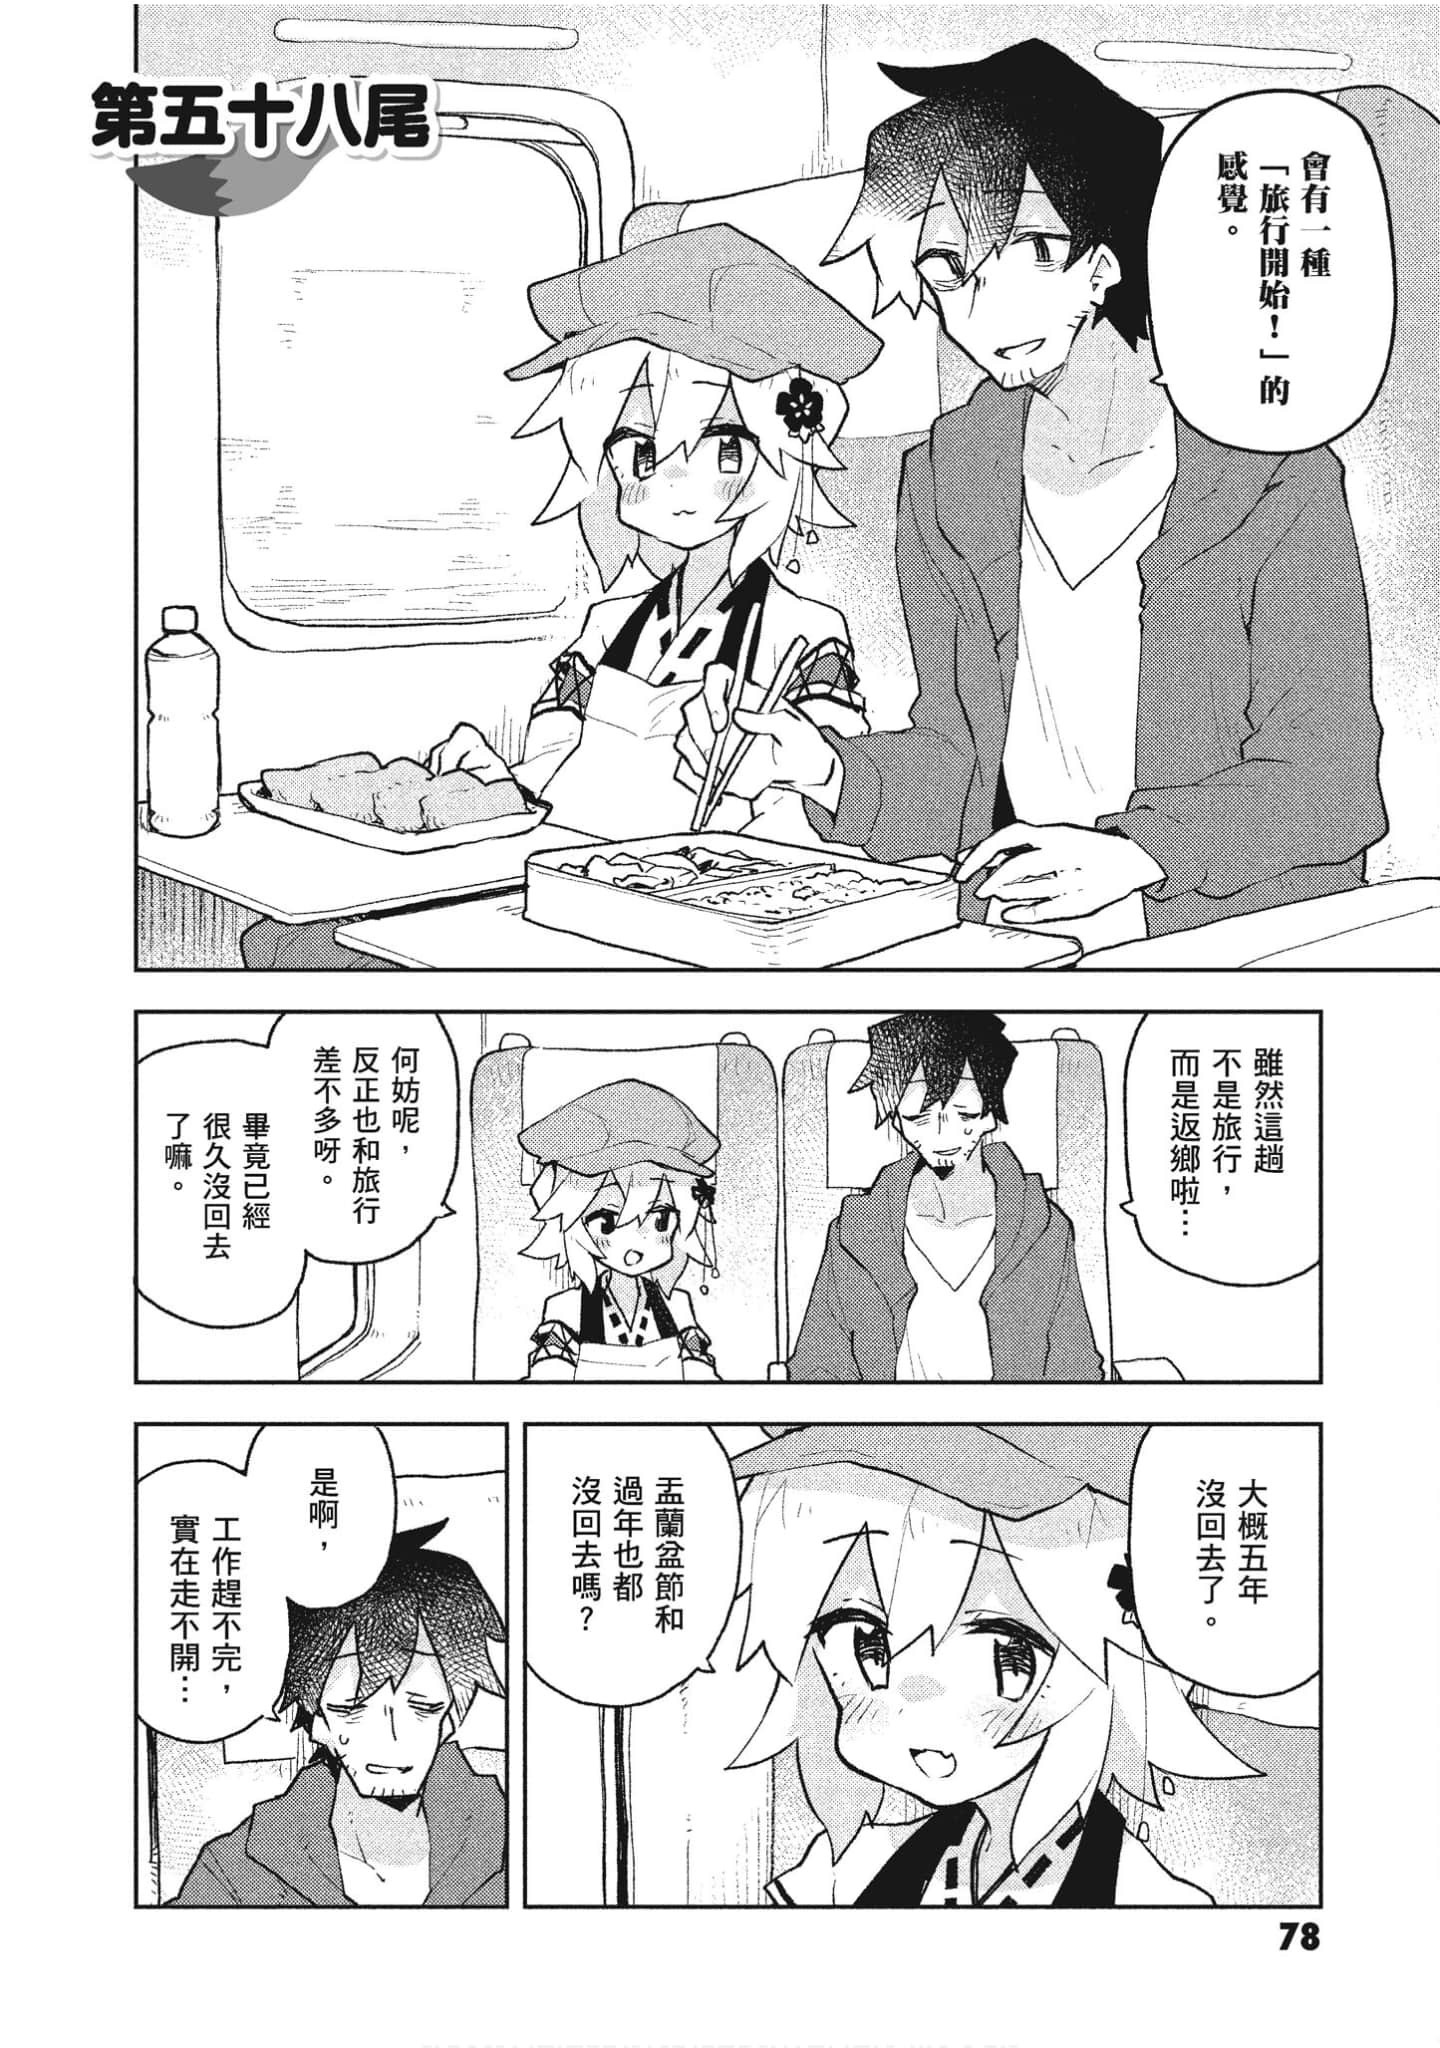 第五十八尾
會有一種
「旅行開始！」的
感覺。
雖然這趟
不是旅行，
而是返鄉啦…
何妨呢，
反正也和旅行
差不多呀。
畢竟已經
很久沒回去
了嘛。
大概五年
沒回去了。
盂蘭盆節和
過年也都
沒回去嗎？
是啊，
工作趕不完，
實在走不開…
78